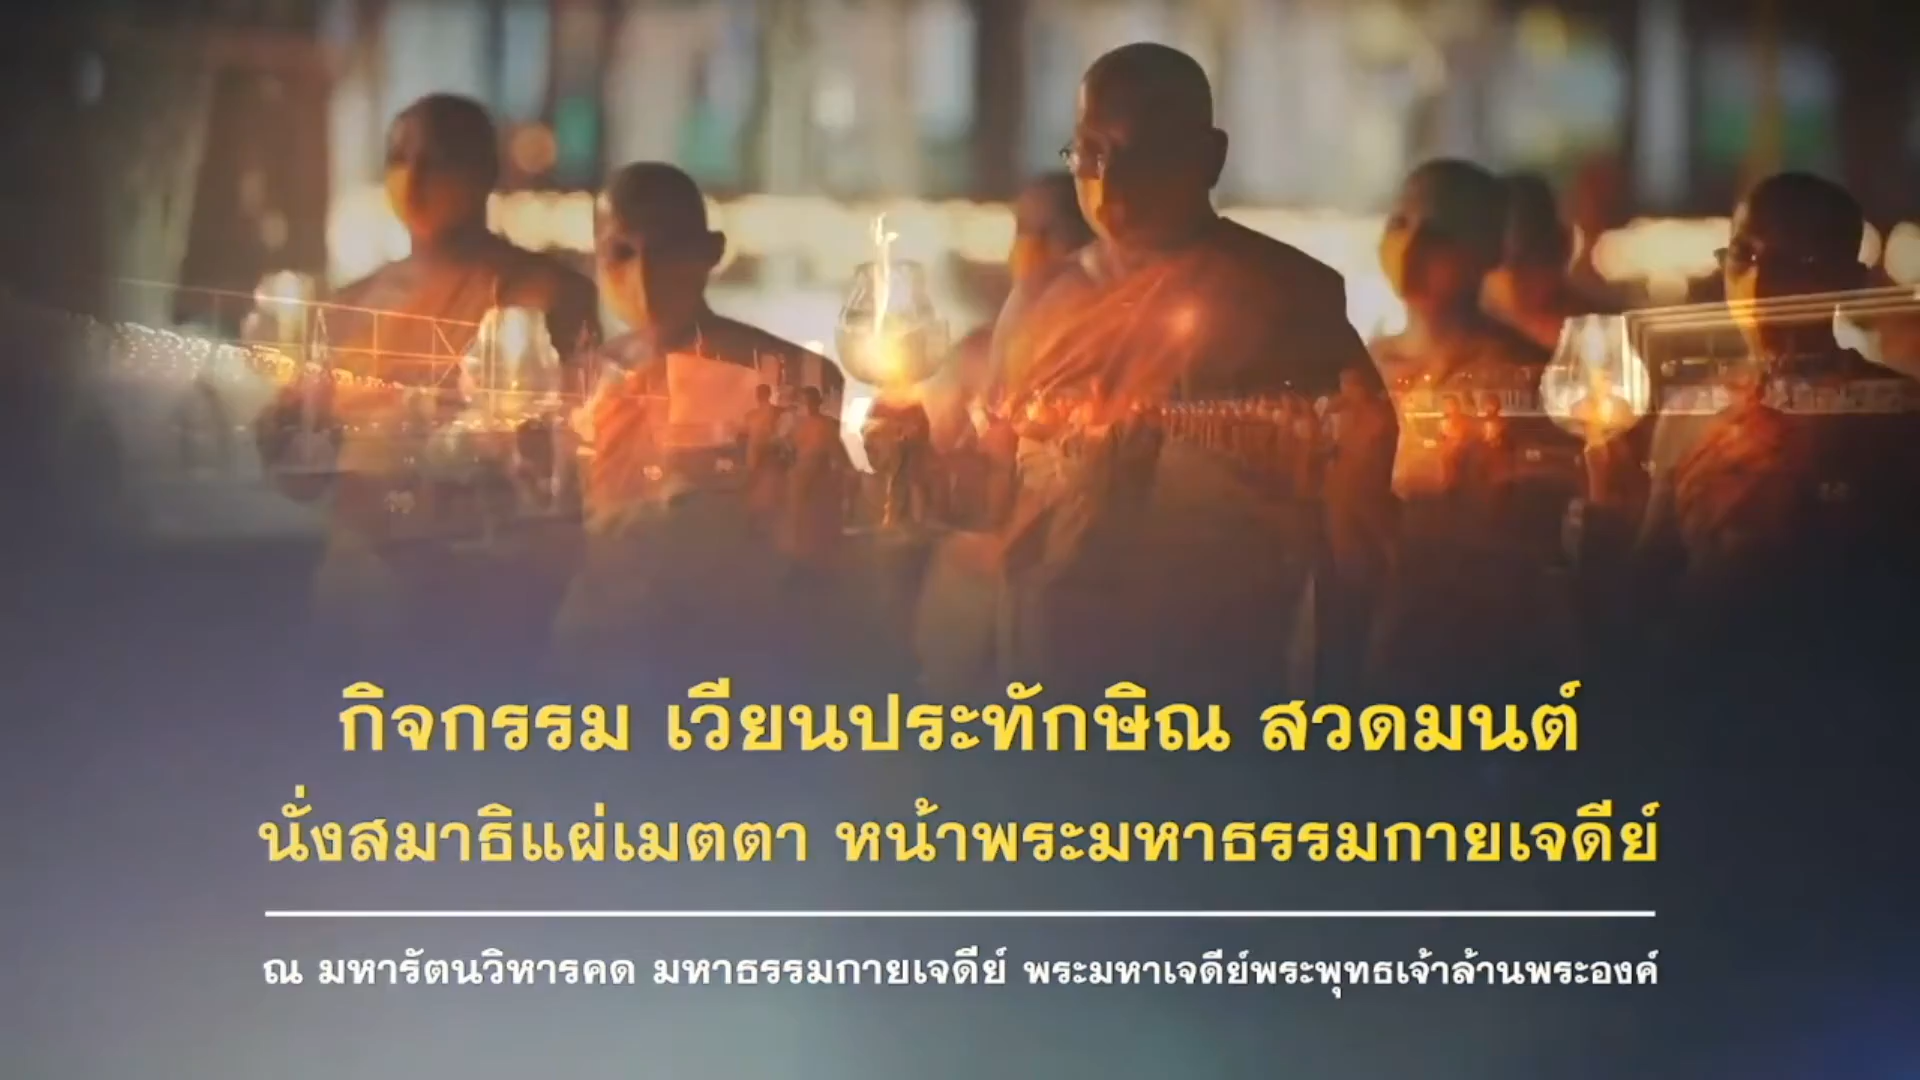 กิจกรรม เวียนประทักษิณ สวดมนต์
นั่งสมาธิแผ่เมตตา หน้าพระมหาธรรมกายเจดีย์
ณ มหารัตนวิหารคด มหาธรรมกายเจดีย์ พระมหาเจดีย์พระพุทธเจ้าล้านพระองค์